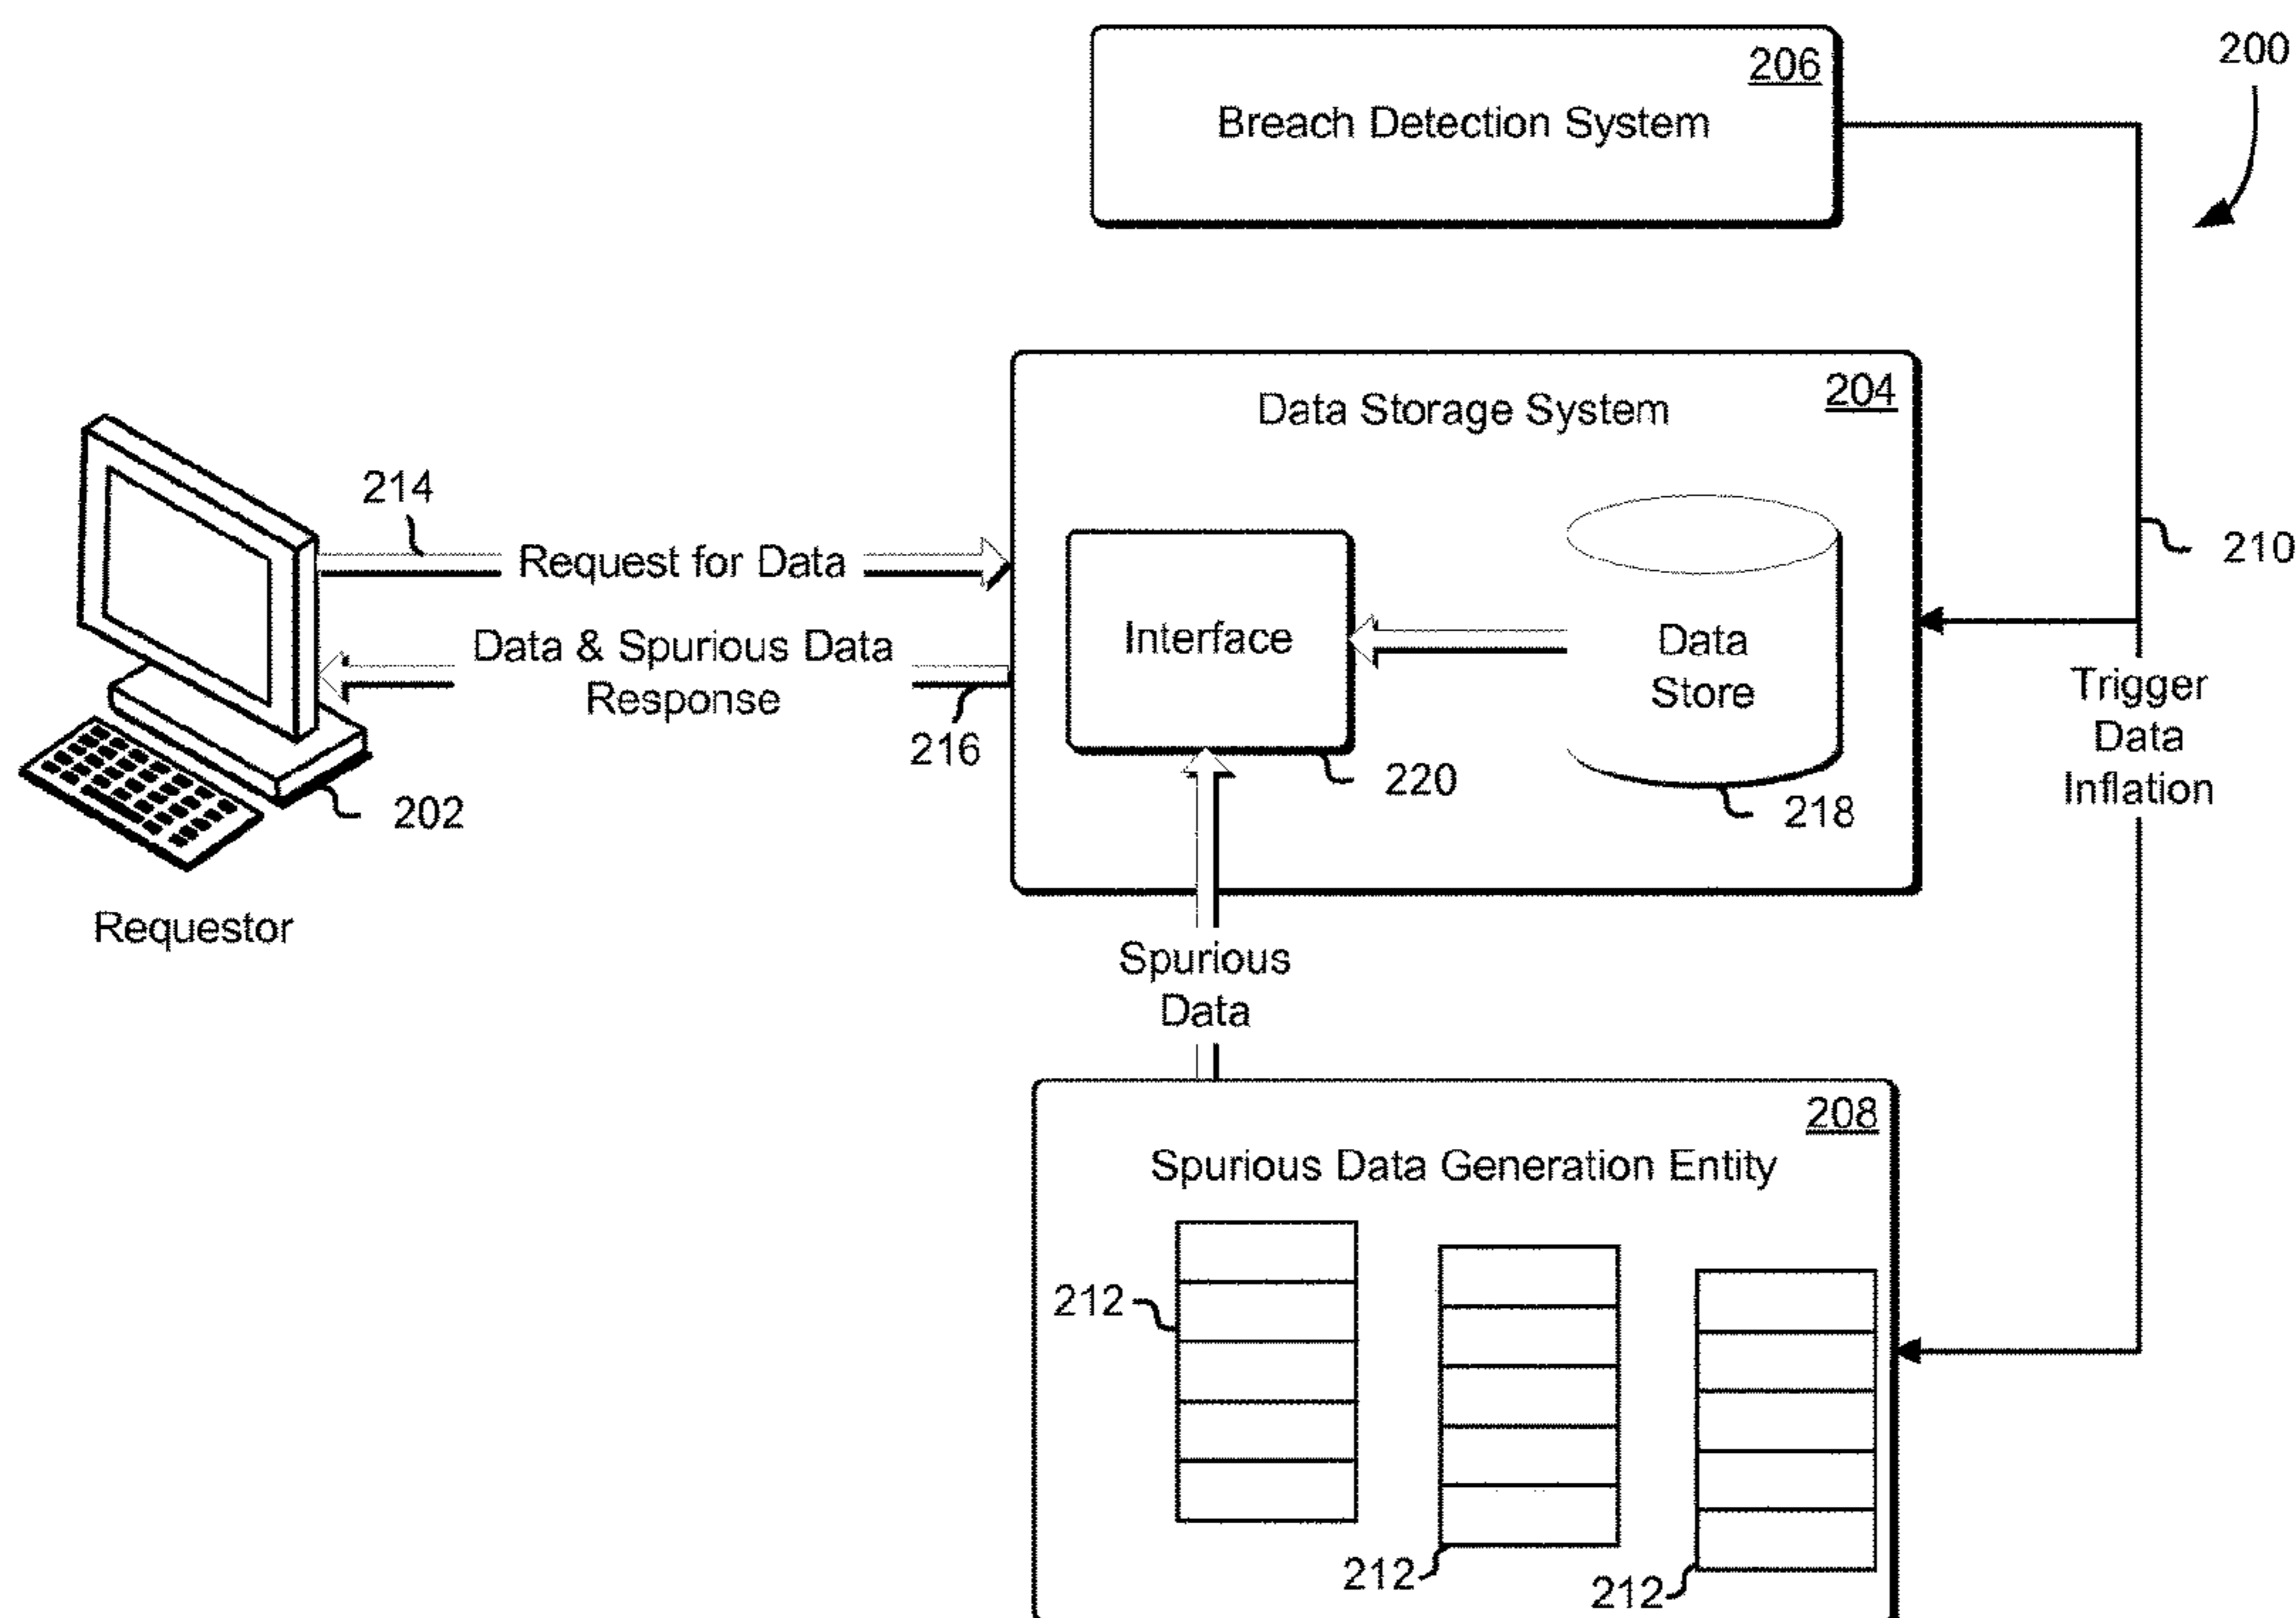 206
200
Breach Detection System
204
Data Storage System
214
Request for Data
Interface
Data
Store
210
Data & Spurious Data
Response
Trigger
Data
Inflation
216
220
218
202
Requestor
Spurious
Data
208
Spurious Data Generation Entity
212
212
212